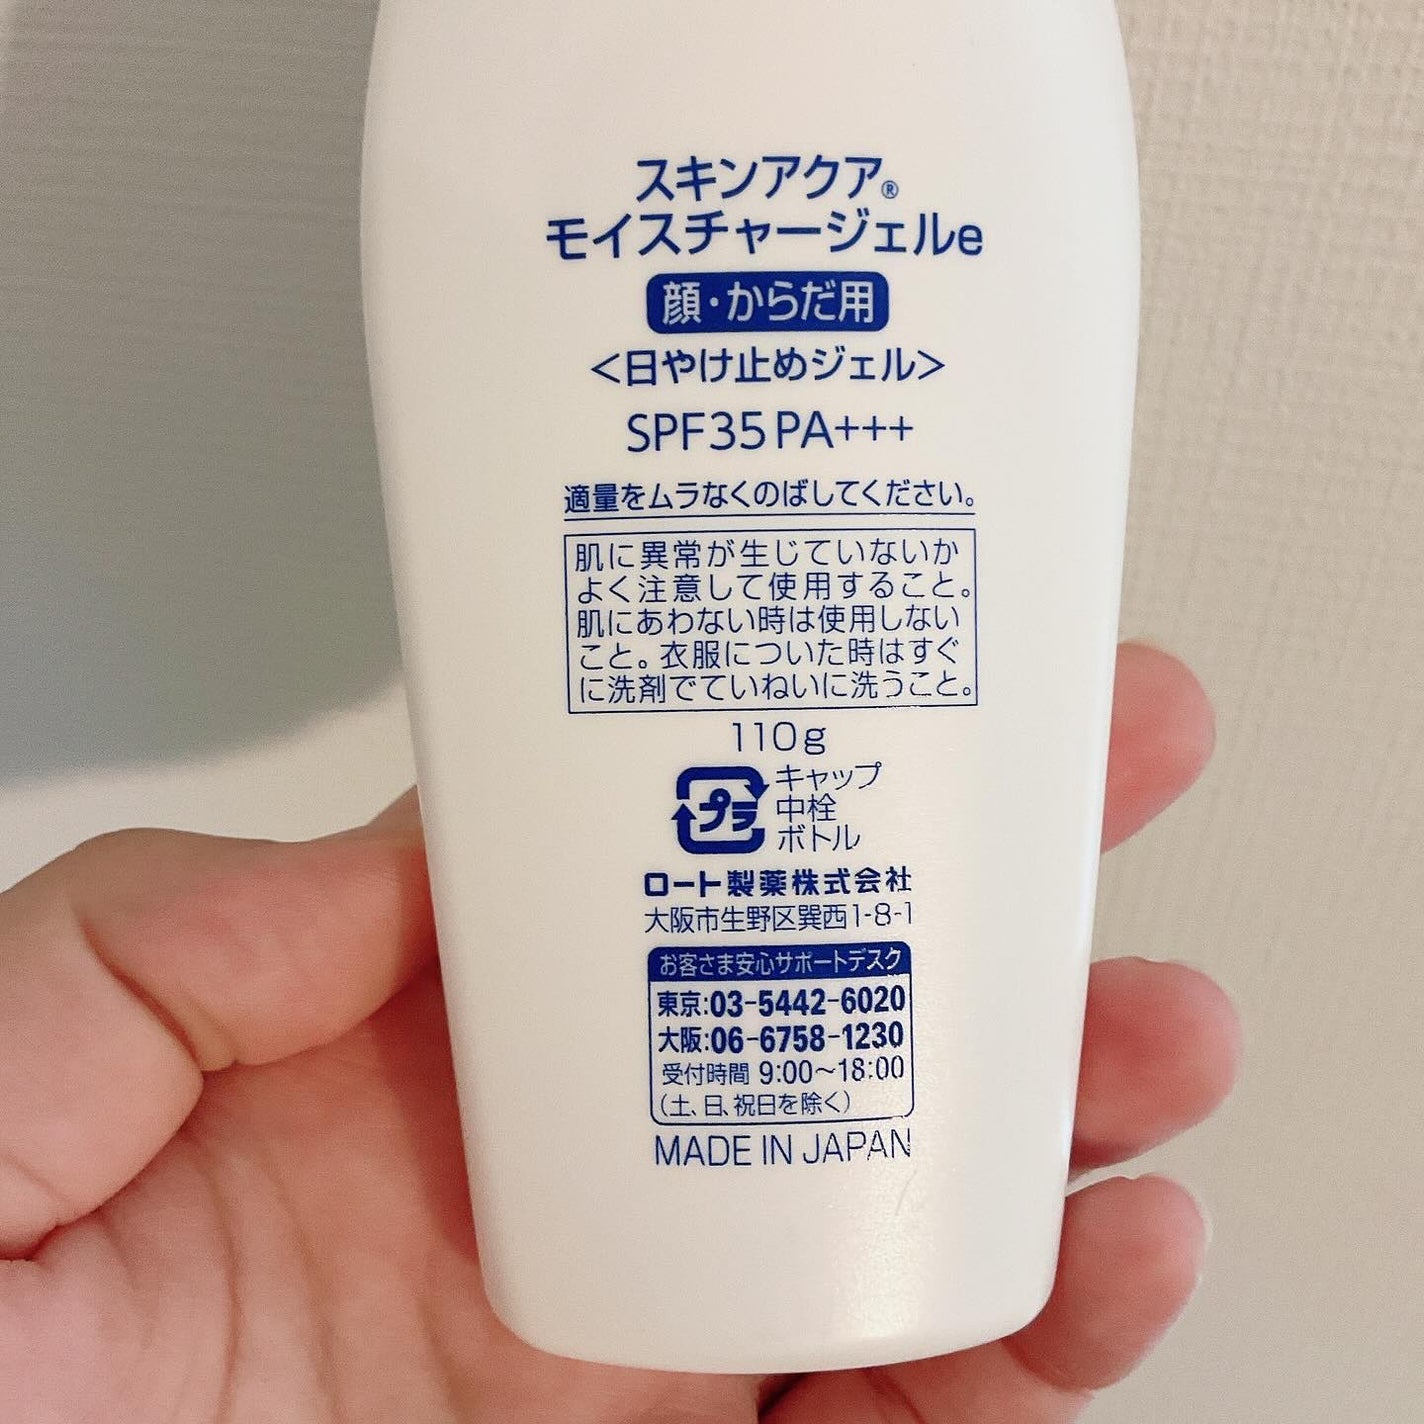 スキンアクア®
モイスチャージェルe
顔・からだ用
＜日やけ止めジェル＞
SPF35 PA+++
適量をムラなくのばしてください。
肌に異常が生じていないか
よく注意して使用すること。
肌にあわない時は使用しない
こと。衣服についた時はすぐ
に洗剤でていねいに洗うこと。
110g
プラ
キャップ
中栓
ボトル
ロート製薬株式会社
大阪市生野区巽西1-8-1
お客さま安心サポートデスク
東京:03-5442-6020
大阪:06-6758-1230
受付時間 9:00～18:00
（土、日、祝日を除く）
MADE IN JAPAN